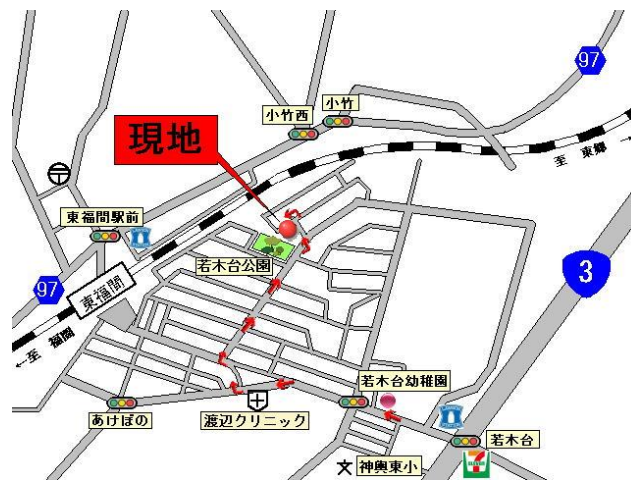 97
小竹
小竹西
現地
至 東郷 →
東福間駅前
若木台公園
3
97
東福間
←至 福間
若木台幼稚園
あけぼの
渡辺クリニック
若木台
文
神興東小